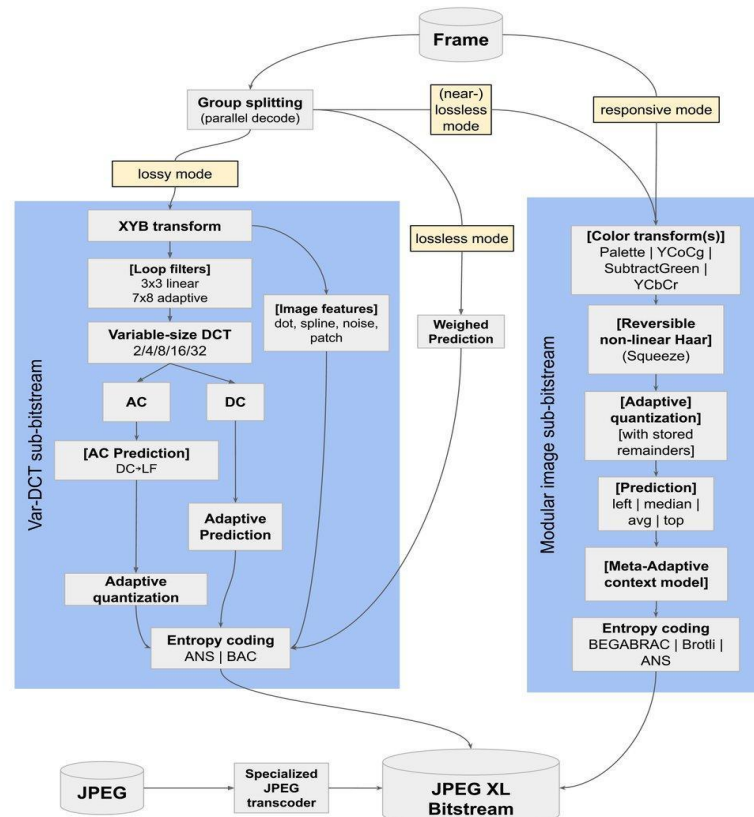 Frame
Group splitting
(parallel decode)
(near-)
lossless
mode
responsive mode
lossy mode
lossless mode
Var-DCT sub-bitstream
XYB transform
[Loop filters]
3x3 linear
7x8 adaptive
[Image features]
dot, spline, noise,
patch
Variable-size DCT
2/4/8/16/32
AC
DC
[AC Prediction]
DC→LF
Adaptive
Prediction
Adaptive
quantization
Entropy coding
ANS | BAC
Weighed
Prediction
Modular image sub-bitstream
[Color transform(s)]
Palette | YCoCg |
SubtractGreen |
YCbCr
[Reversible
non-linear Haar]
(Squeeze)
[Adaptive]
quantization
[with stored
remainders]
[Prediction]
left | median |
avg | top
[Meta-Adaptive
context model]
Entropy coding
BEGABRAC | Brotli |
ANS
JPEG
Specialized
JPEG
transcoder
JPEG XL
Bitstream